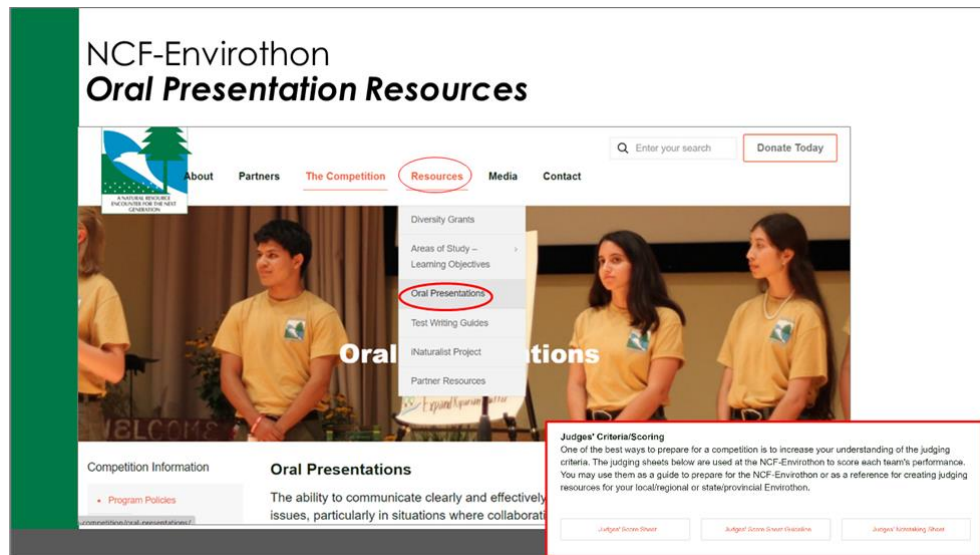 NCF-Envirothon
Oral Presentation Resources
Enter your search
Donate Today
About
Partners
The Competition
Resources
Media
Contact
A NATURAL RESOURCE
ENCOUNTER FOR THE NEXT
GENERATION
Diversity Grants
Areas of Study –
Learning Objectives
Oral Presentations
Test Writing Guides
iNaturalist Project
Partner Resources
Oral
tions
WELCOME
Competition Information
Program Policies
Oral Presentations
The ability to communicate clearly and effectively
issues, particularly in situations where collaborati
-competition/oral-presentations/
Judges' Criteria/Scoring
One of the best ways to prepare for a competition is to increase your understanding of the judging
criteria. The judging sheets below are used at the NCF-Envirothon to score each team's performance.
You may use them as a guide to prepare for the NCF-Envirothon or as a reference for creating judging
resources for your local/regional or state/provincial Envirothon.
Judges' Score Sheet
Judges' Score Sheet Guideline
Judges' Notetaking Sheet